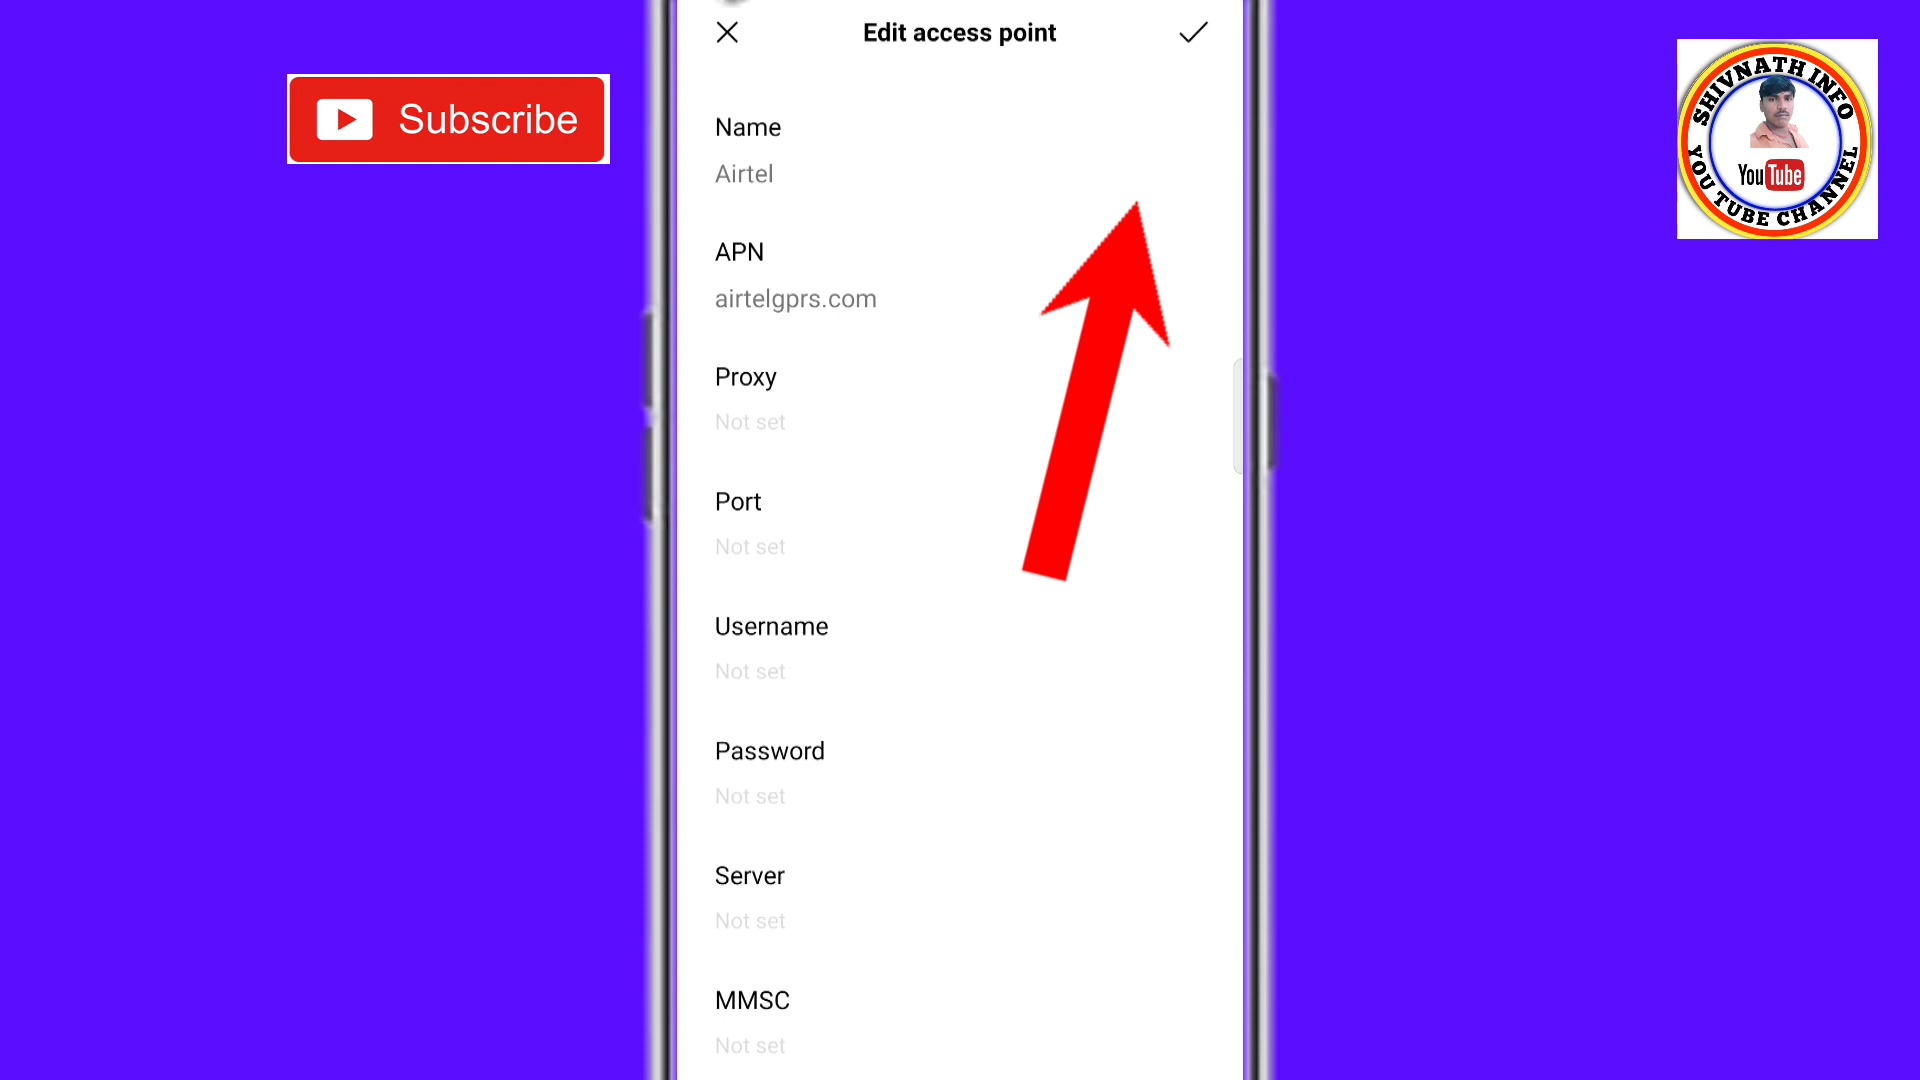 Edit access point
Subscribe
SHIVNATH INFO
YouTube
YOU TUBE CHANNEL
Name
Airtel
APN
airtelgprs.com
Proxy
Not set
Port
Not set
Username
Not set
Password
Not set
Server
Not set
MMSC
Not set